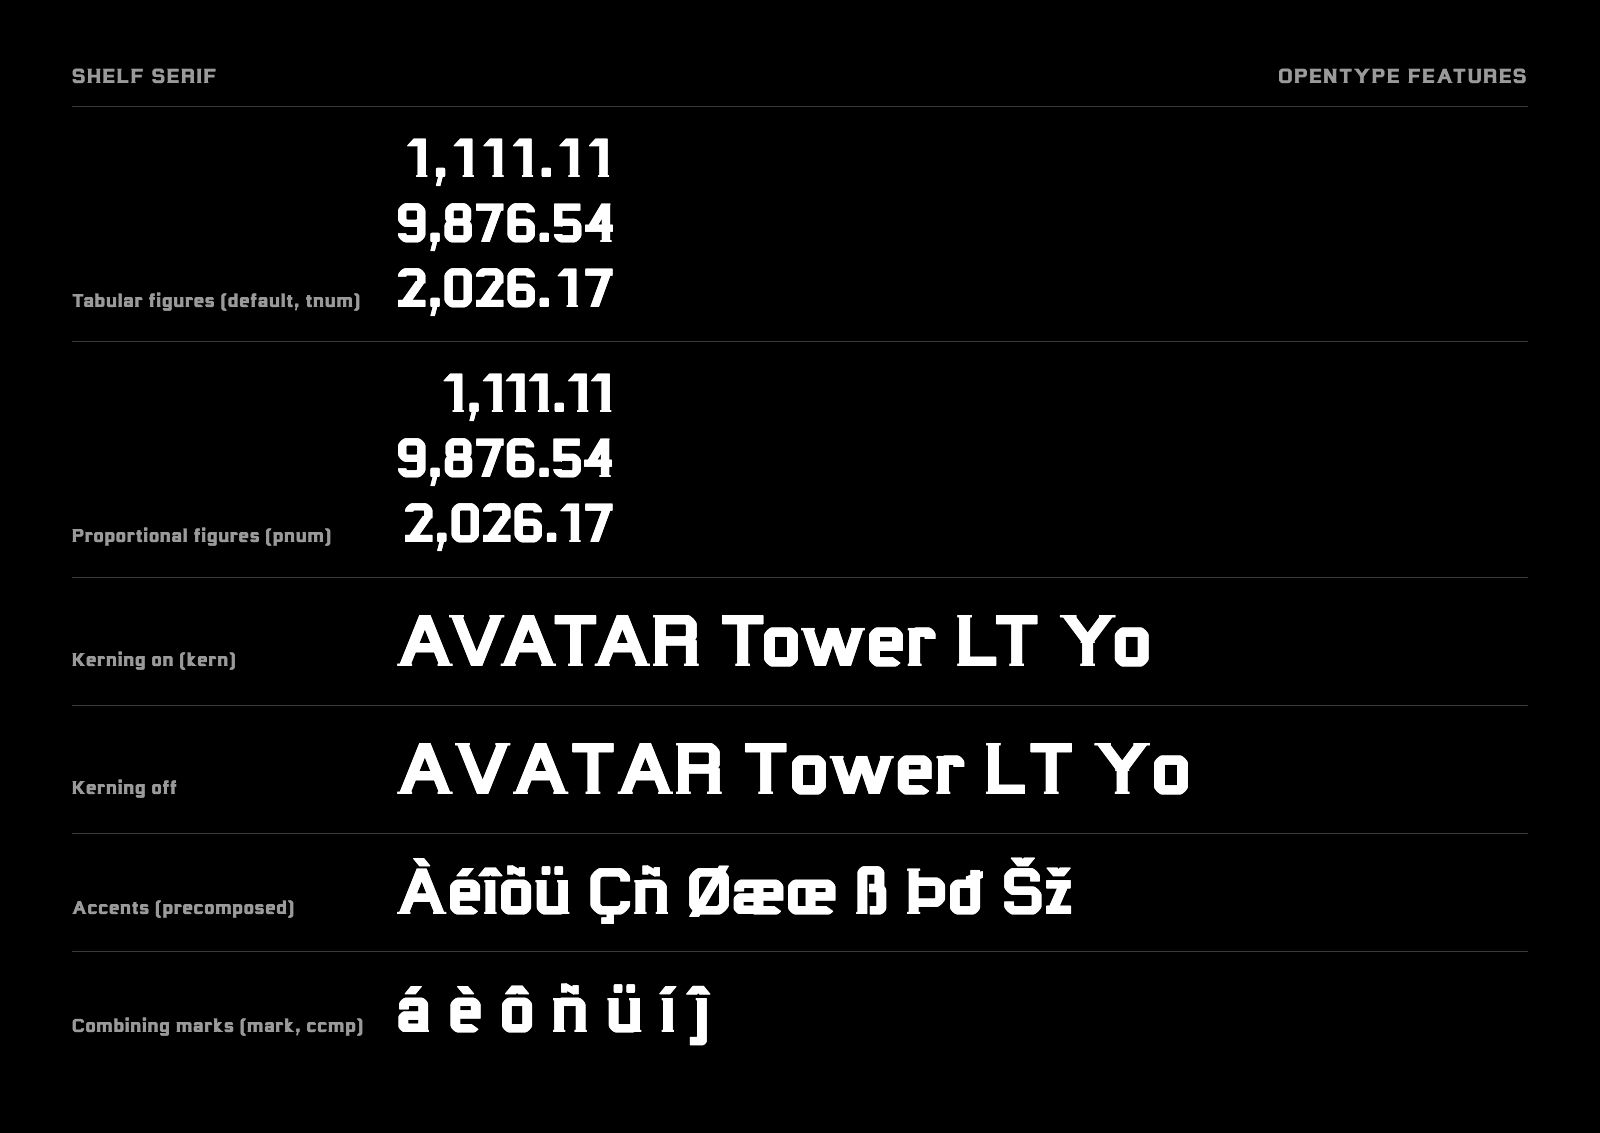 SHELF SERIF
OPENTYPE FEATURES
1,111.11
9,876.54
Tabular figures (default, tnum) 2,026.17
1,111.11
9,876.54
Proportional figures (pnum) 2,026.17
Kerning on (kern) AVATAR Tower LT Yo
Kerning off AVATAR Tower LT Yo
Accents (precomposed) Àéîõü Çñ Øæœ ß Þđ Šž
Combining marks (mark, ccmp) á è ô ñ ü í ĵ